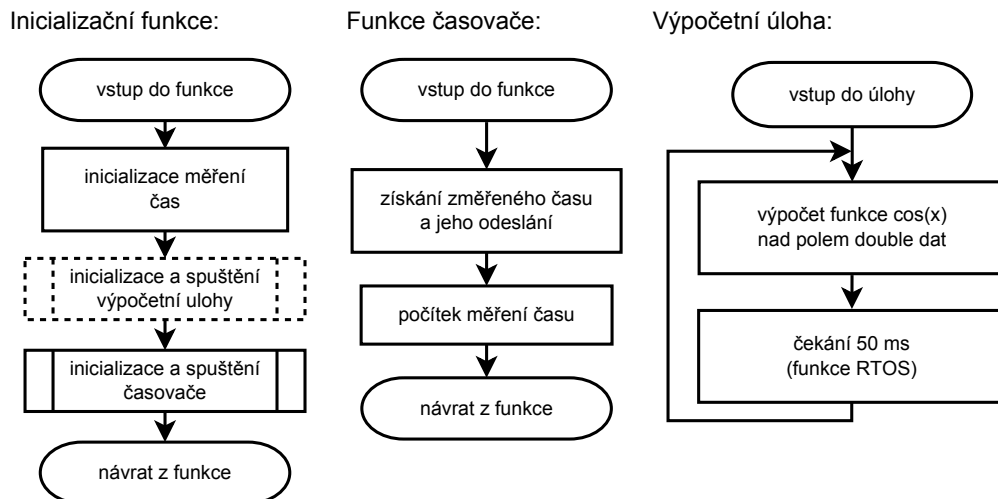 Inicializační funkce:
vstup do funkce
inicializace měření
čas
inicializace a spuštění
výpočetní ulohy
inicializace a spuštění
časovače
návrat z funkce
Funkce časovače:
vstup do funkce
získání změřeného času
a jeho odeslání
počítek měření času
návrat z funkce
Výpočetní úloha:
vstup do úlohy
výpočet funkce cos(x)
nad polem double dat
čekání 50 ms
(funkce RTOS)